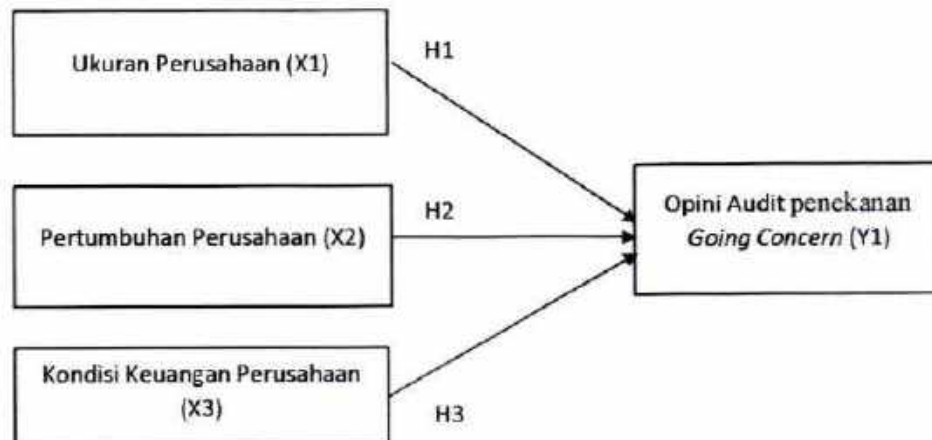 Ukuran Perusahaan (X1)
H1
Pertumbuhan Perusahaan (X2)
H2
Opini Audit penekanan
Going Concern (Y1)
Kondisi Keuangan Perusahaan
(X3)
H3